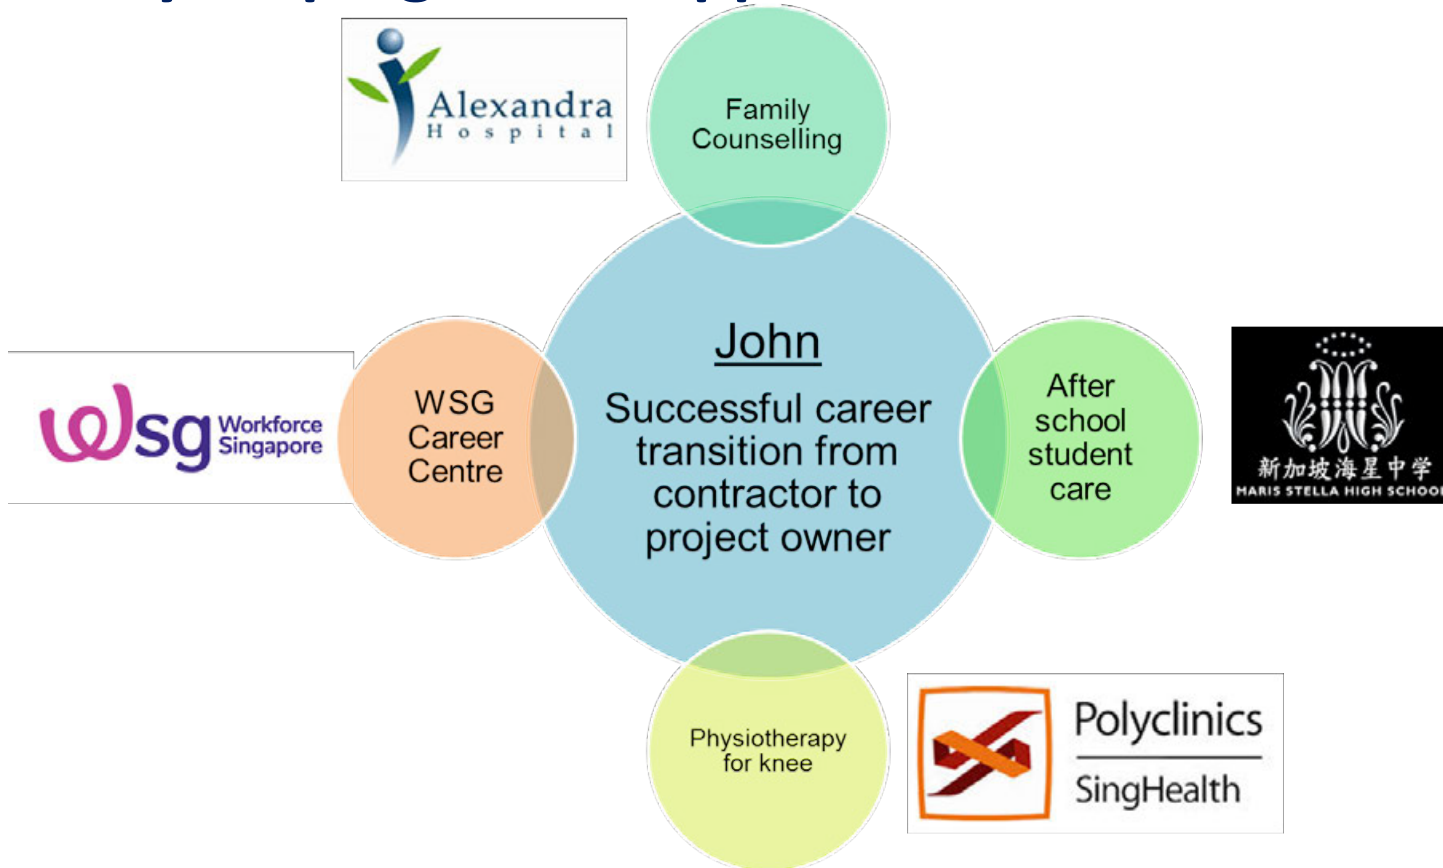 Alexandra
Hospital
Family
Counselling
John
Successful career
transition from
contractor to
project owner
WSG
Career
Centre
wsg Workforce
Singapore
After
school
student
care
新加坡海星中学
MARIS STELLA HIGH SCHOOL
Physiotherapy
for knee
Polyclinics
SingHealth